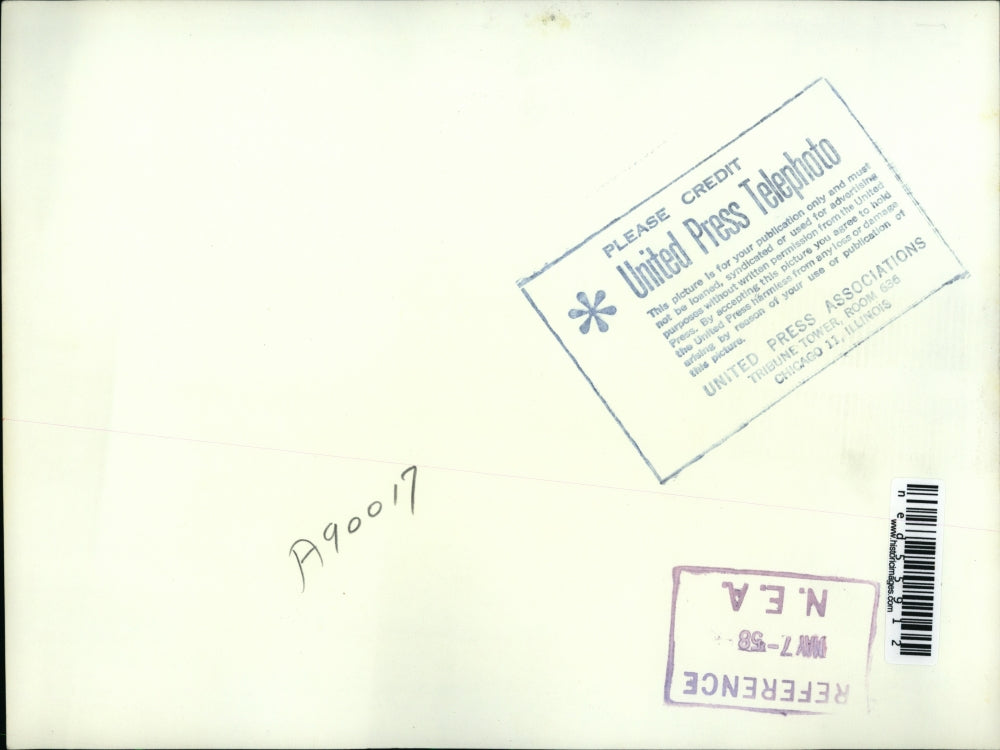 PLEASE CREDIT
United Press Telephoto
This picture is for your publication only and must
not be loaned, syndicated or used for advertising
purposes without written permission from the United
Press. By accepting this picture you agree to hold
the United Press harmless from any loss or damage
arising by reason of your use or publication of
this picture.
UNITED PRESS ASSOCIATIONS
TRIBUNE TOWER, ROOM 636
CHICAGO 11, ILLINOIS
A90017
ned55912
www.historicimages.com
REFERENCE
MAY 7-58
N.E.A.